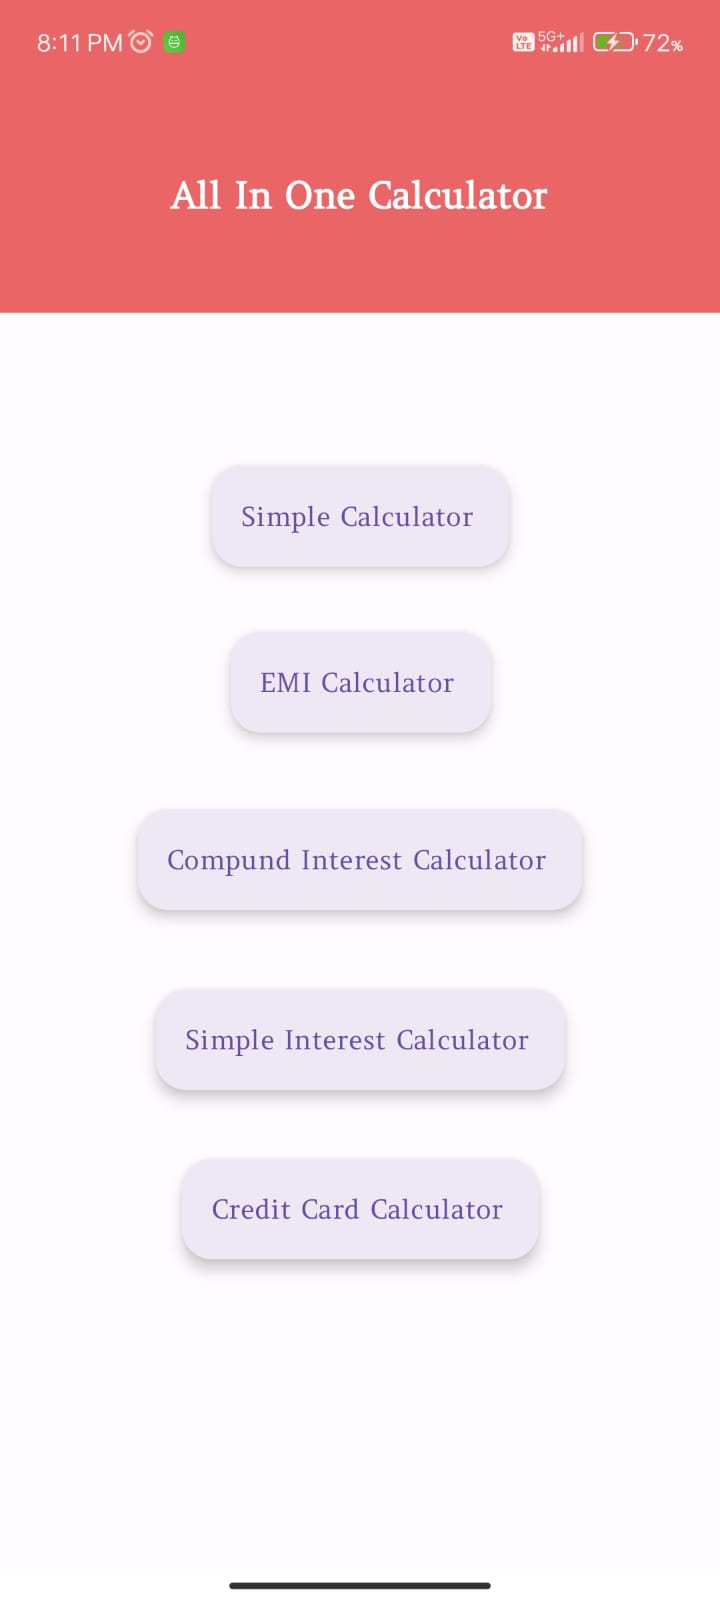 8:11 PM
Vo LTE 5G+ 72%
All In One Calculator
Simple Calculator
EMI Calculator
Compund Interest Calculator
Simple Interest Calculator
Credit Card Calculator